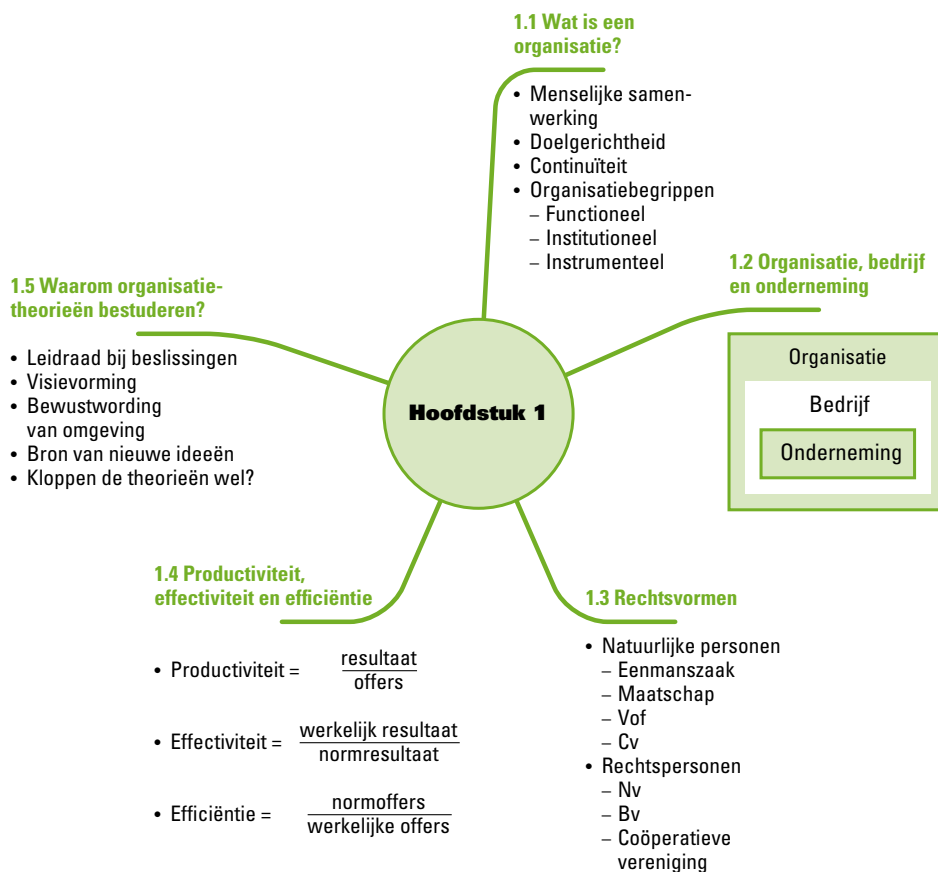 1.1 Wat is een
organisatie?
• Menselijke samen-
werking
• Doelgerichtheid
• Continuïteit
• Organisatiebegrippen
– Functioneel
– Institutioneel
– Instrumenteel
1.2 Organisatie, bedrijf
en onderneming
Organisatie
Bedrijf
Onderneming
1.5 Waarom organisatie-
theorieën bestuderen?
• Leidraad bij beslissingen
• Visievorming
• Bewustwording
van omgeving
• Bron van nieuwe ideeën
• Kloppen de theorieën wel?
Hoofdstuk 1
1.4 Productiviteit,
effectiviteit en efficiëntie
• Productiviteit =
resultaat
offers
• Effectiviteit =
werkelijk resultaat
normresultaat
• Efficiëntie =
normoffers
werkelijke offers
1.3 Rechtsvormen
• Natuurlijke personen
– Eenmanszaak
– Maatschap
– Vof
– Cv
• Rechtspersonen
– Nv
– Bv
– Coöperatieve
vereniging